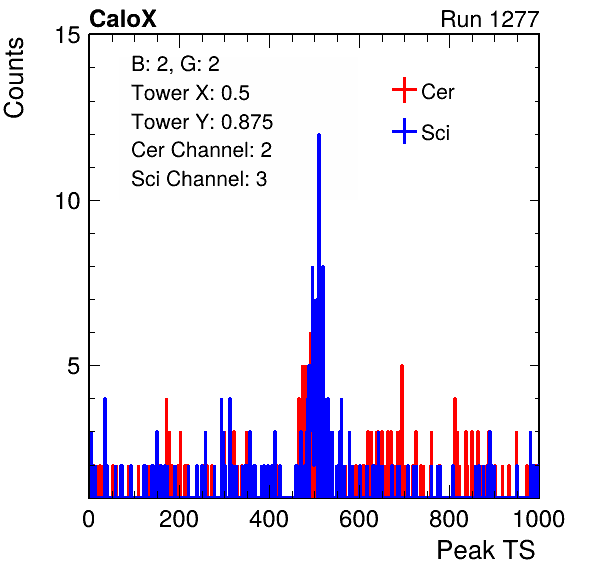 CaloX Run 1277
15
B: 2, G: 2
Tower X: 0.5
Tower Y: 0.875
Cer Channel: 2
Sci Channel: 3
Cer
Sci
Counts
10
5
0 200 400 600 800 1000
Peak TS